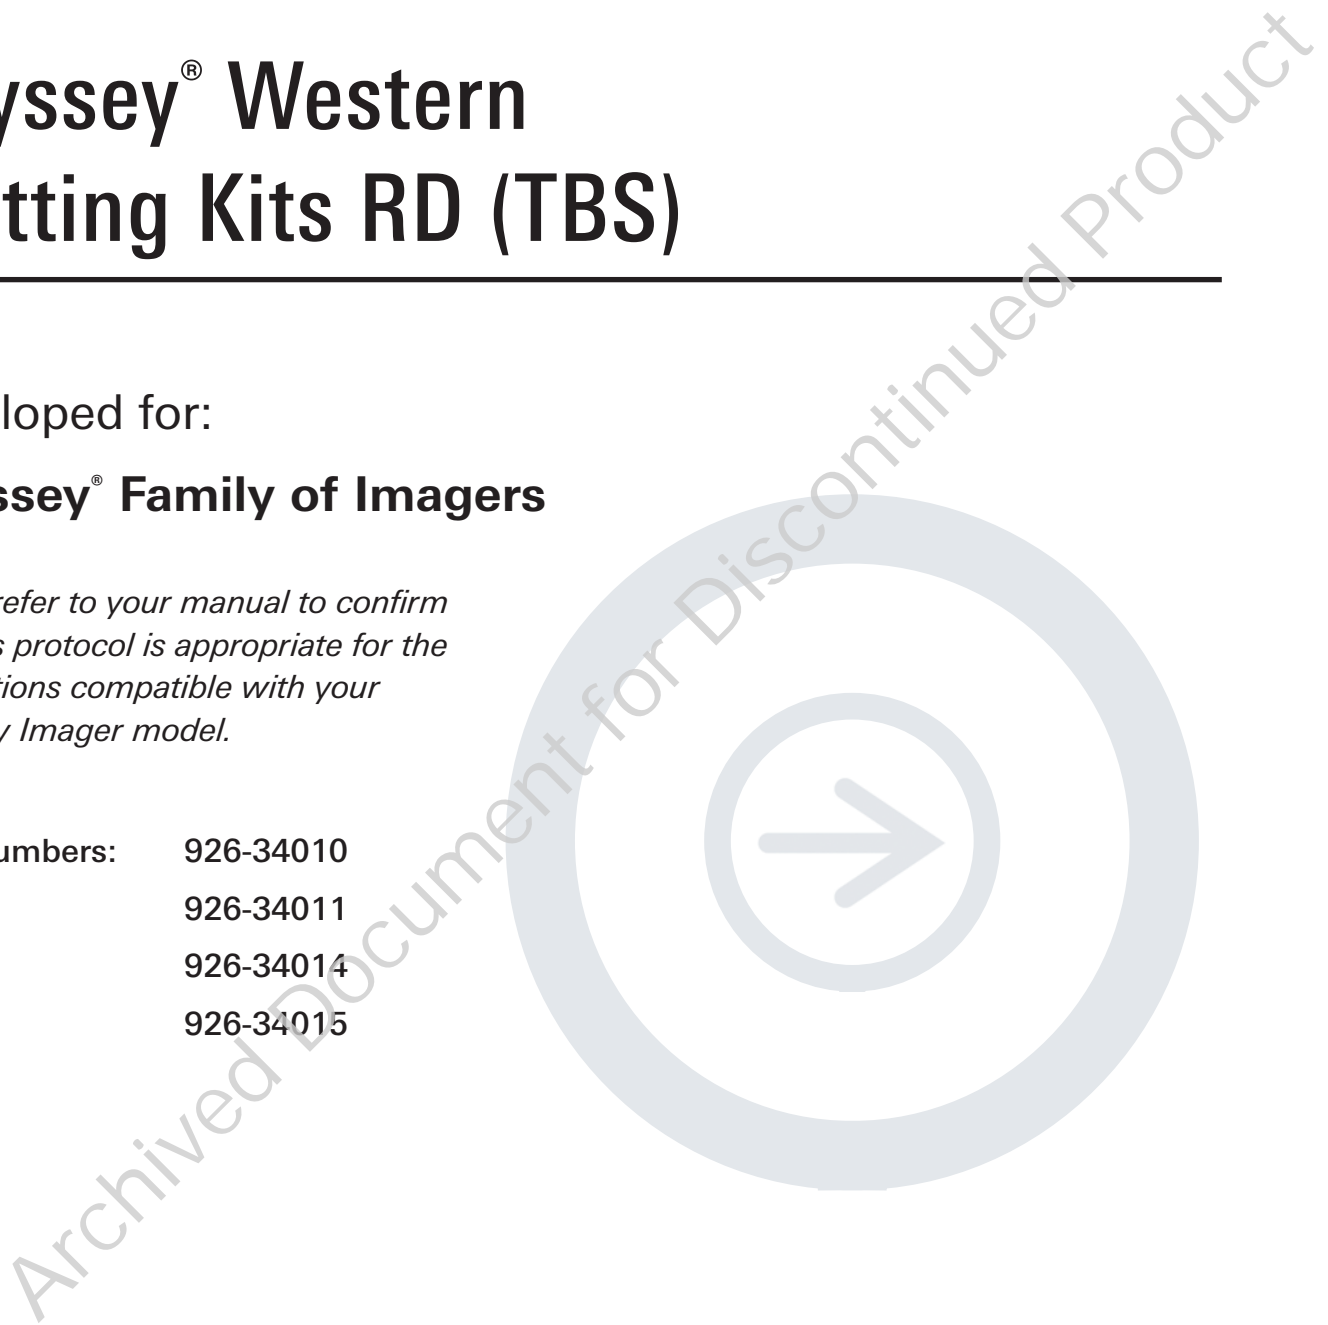 yssey® Western
tting Kits RD (TBS)
loped for:
ssey® Family of Imagers
refer to your manual to confirm
s protocol is appropriate for the
tions compatible with your
y Imager model.
umbers: 926-34010
926-34011
926-34014
926-34015
Archived Document for Discontinued Product